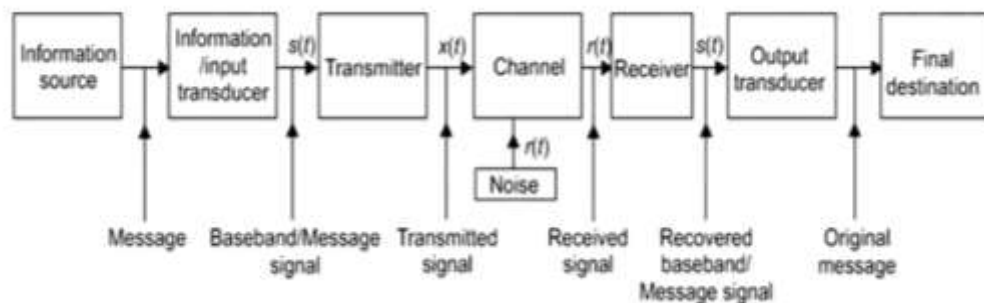 Information
source
Information
/input
transducer
s(t)
Transmitter
x(t)
Channel
r(t)
Receiver
s(t)
Output
transducer
Final
destination
r(t)
Noise
Message
Baseband/Message
signal
Transmitted
signal
Received
signal
Recovered
baseband/
Message signal
Original
message